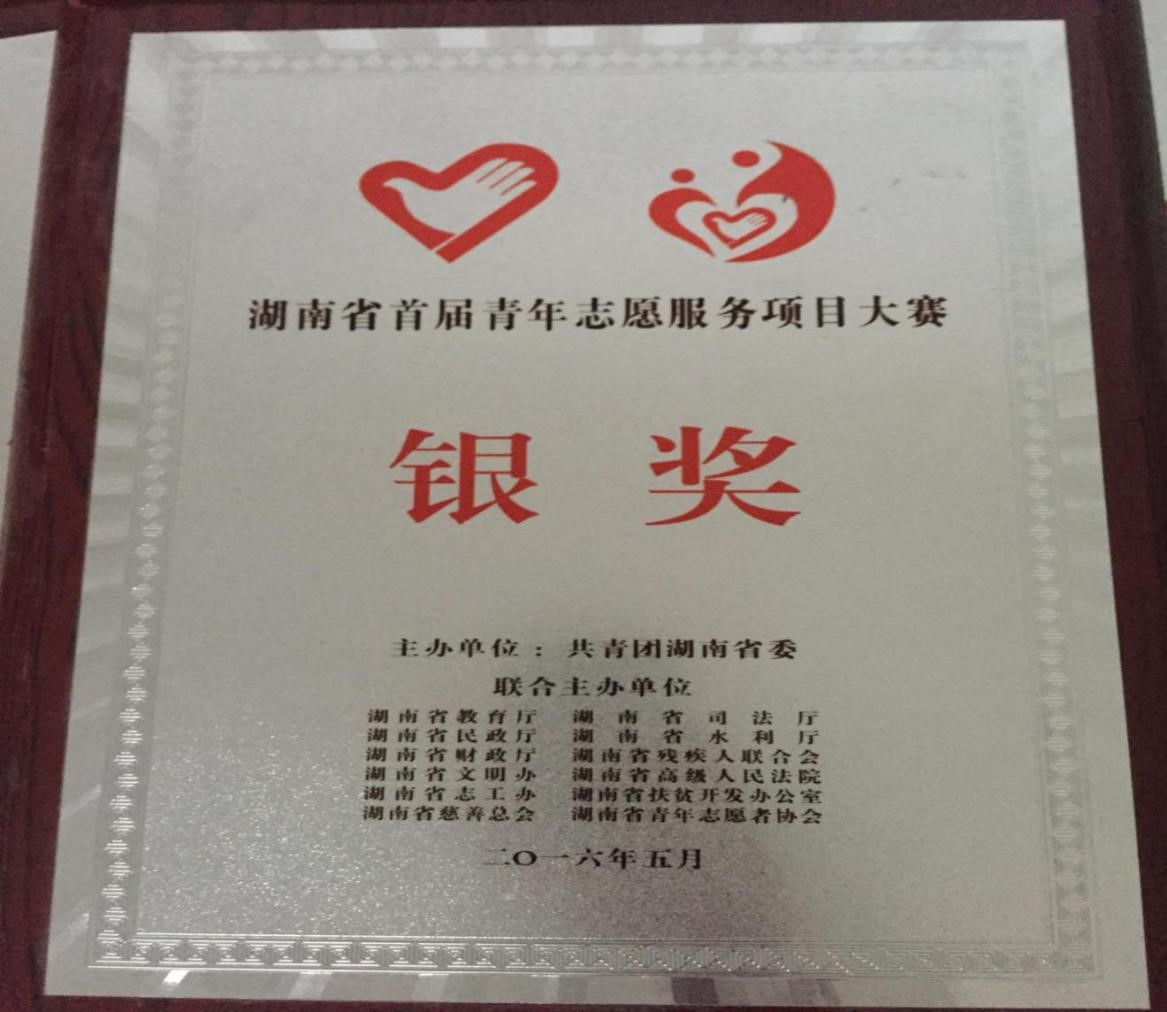 湖南省首届青年志愿服务项目大赛
银奖
主办单位：共青团湖南省委
联合主办单位
湖南省教育厅 湖南省司法厅
湖南省民政厅 湖南省水利厅
湖南省财政厅 湖南省残疾人联合会
湖南省文明办 湖南省高级人民法院
湖南省志工办 湖南省扶贫开发办公室
湖南省慈善总会 湖南省青年志愿者协会
二〇一六年五月